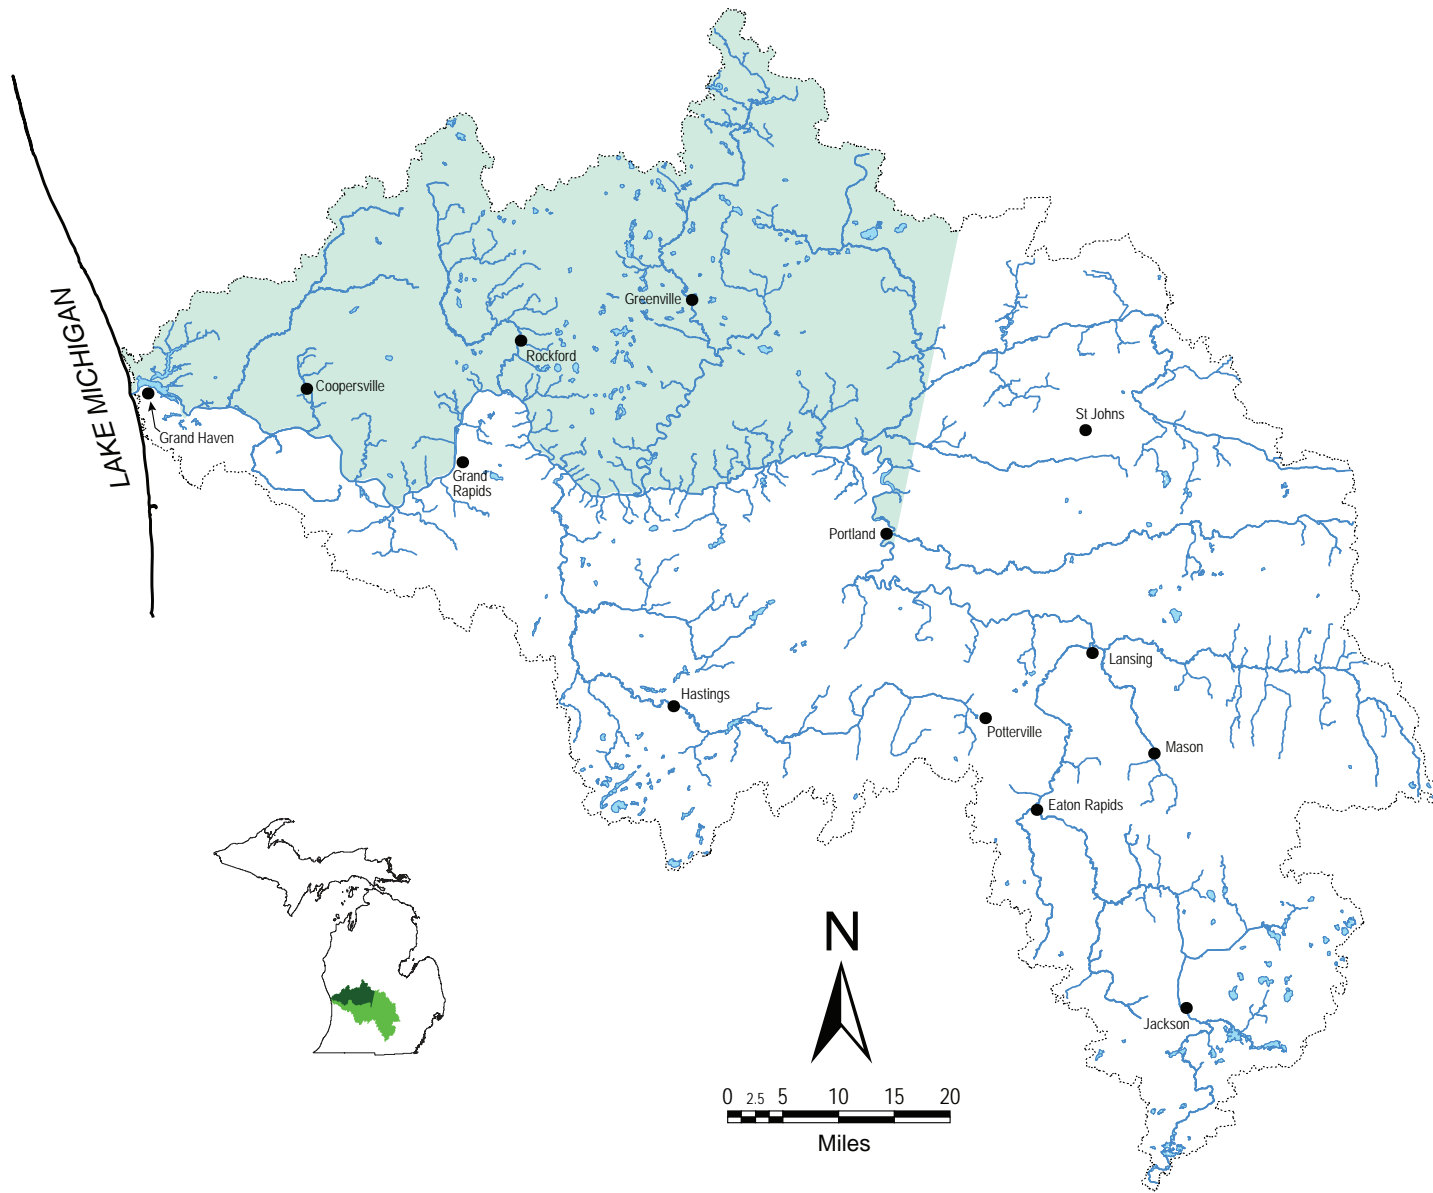 LAKE MICHIGAN
Greenville
Rockford
Coopersville
Grand Haven
St Johns
Grand
Rapids
Portland
Lansing
Hastings
Potterville
Mason
Eaton Rapids
N
Jackson
0 2.5 5 10 15 20
Miles